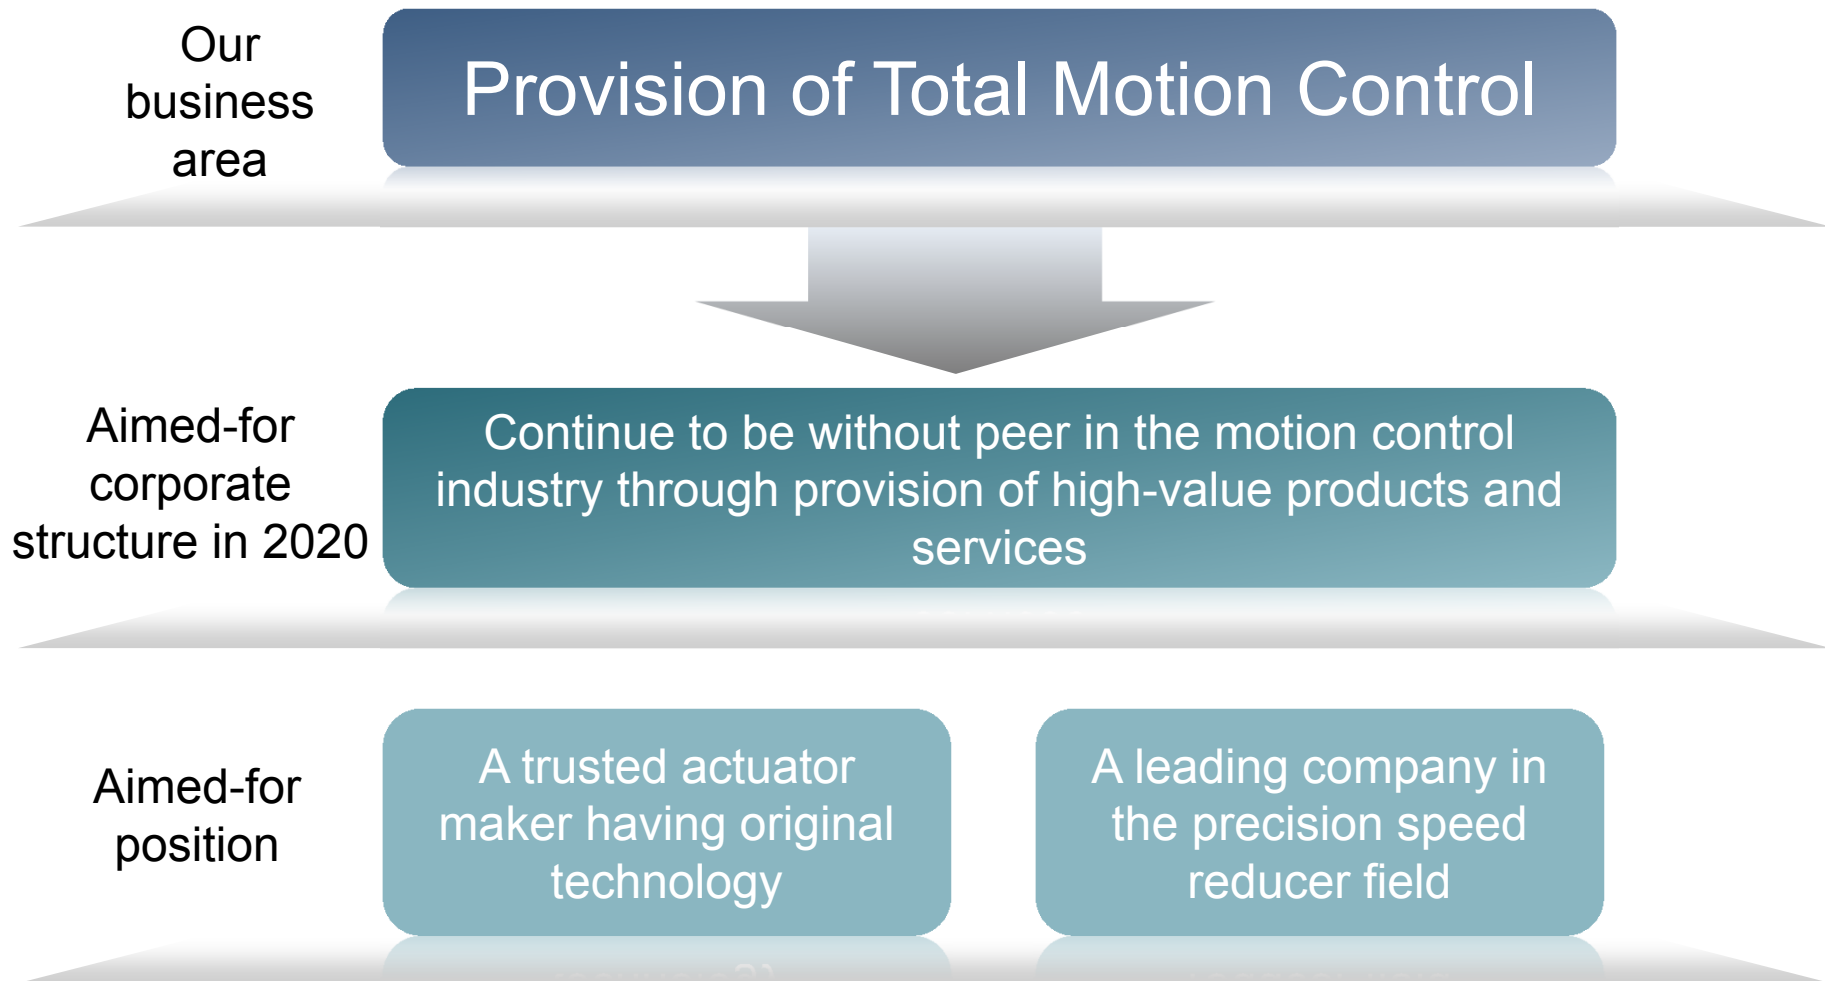 Our
business
area
Provision of Total Motion Control
Aimed-for
corporate
structure in 2020
Continue to be without peer in the motion control
industry through provision of high-value products and
services
Aimed-for
position
A trusted actuator
maker having original
technology
A leading company in
the precision speed
reducer field